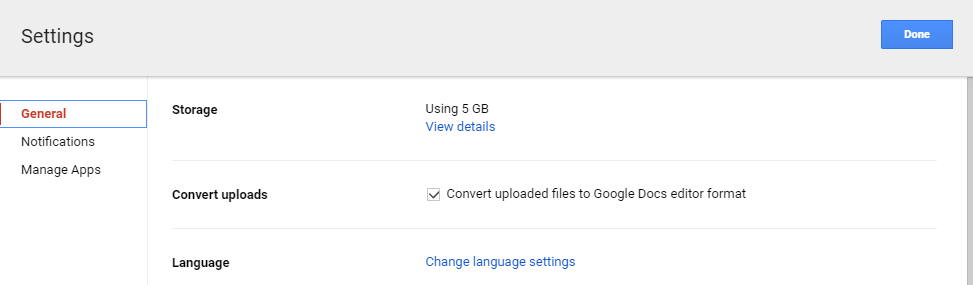 Settings
Done
General
Notifications
Manage Apps
Storage
Using 5 GB
View details
Convert uploads
Convert uploaded files to Google Docs editor format
Language
Change language settings